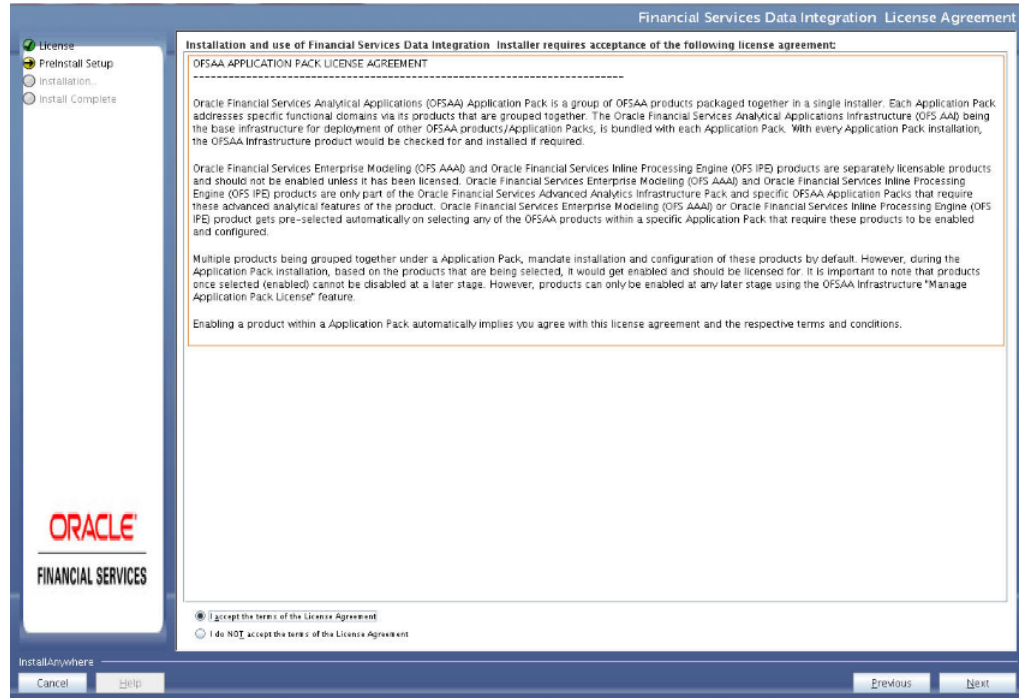 Financial Services Data Integration  License Agreement
License
PreInstall Setup
Installation...
Install Complete
Installation and use of Financial Services Data Integration  Installer requires acceptance of the following license agreement:
OFSAA APPLICATION PACK LICENSE AGREEMENT
------------------------------------------------------------------------
Oracle Financial Services Analytical Applications (OFSAA) Application Pack is a group of OFSAA products packaged together in a single installer. Each Application Pack
addresses specific functional domains via its products that are grouped together. The Oracle Financial Services Analytical Applications Infrastructure (OFS AAI) being
the base infrastructure for deployment of other OFSAA products/Application Packs, is bundled with each Application Pack. With every Application Pack installation,
the OFSAA Infrastructure product would be checked for and installed if required.
Oracle Financial Services Enterprise Modeling (OFS AAAI) and Oracle Financial Services Inline Processing Engine (OFS IPE) products are separately licensable products
and should not be enabled unless it has been licensed. Oracle Financial Services Enterprise Modeling (OFS AAAI) and Oracle Financial Services Inline Processing
Engine (OFS IPE) products are only part of the Oracle Financial Services Advanced Analytics Infrastructure Pack and specific OFSAA Application Packs that require
these advanced analytical features of the product. Oracle Financial Services Enterprise Modeling (OFS AAAI) or Oracle Financial Services Inline Processing Engine (OFS
IPE) product gets pre-selected automatically on selecting any of the OFSAA products within a specific Application Pack that require these products to be enabled
and configured.
Multiple products being grouped together under a Application Pack, mandate installation and configuration of these products by default. However, during the
Application Pack installation, based on the products that are being selected, it would get enabled and should be licensed for. It is important to note that products
once selected (enabled) cannot be disabled at a later stage. However, products can only be enabled at any later stage using the OFSAA Infrastructure "Manage
Application Pack License" feature.
Enabling a product within a Application Pack automatically implies you agree with this license agreement and the respective terms and conditions.
ORACLE
FINANCIAL SERVICES
I accept the terms of the License Agreement
I do NOT accept the terms of the License Agreement
InstallAnywhere
Cancel
Help
Previous
Next